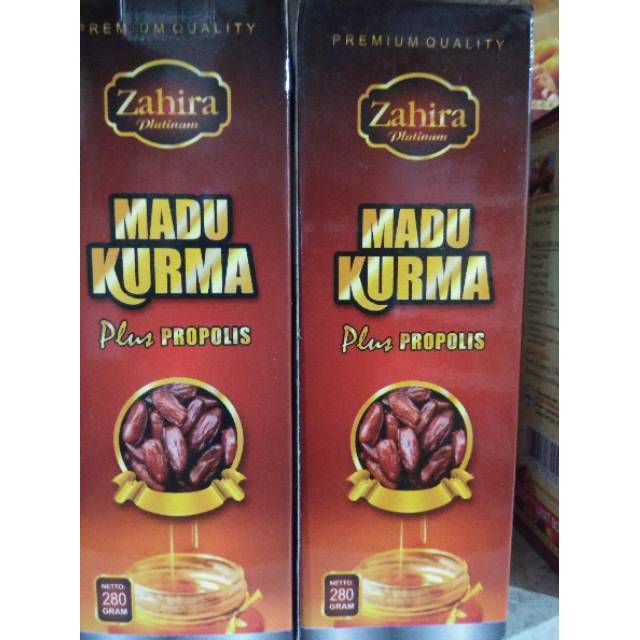 PREMIUM QUALITY
Zahira
Platinum
MADU
KURMA
Plus PROPOLIS
NETTO:
280
GRAM
PREMIUM QUALITY
Zahira
Platinum
MADU
KURMA
Plus PROPOLIS
NETTO:
280
GRAM